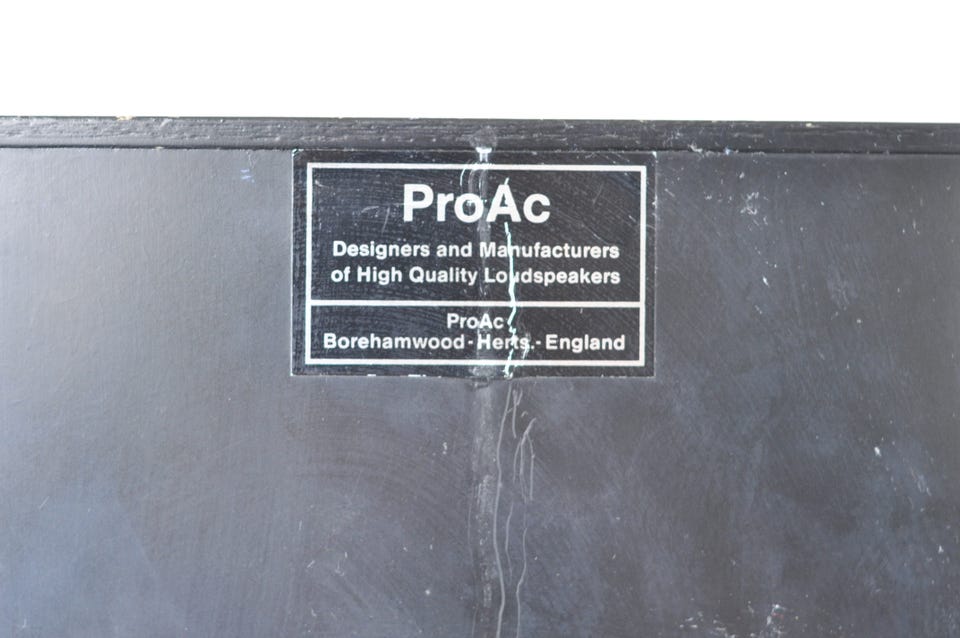 ProAc
Designers and Manufacturers
of High Quality Loudspeakers
ProAc
Borehamwood - Herts. - England